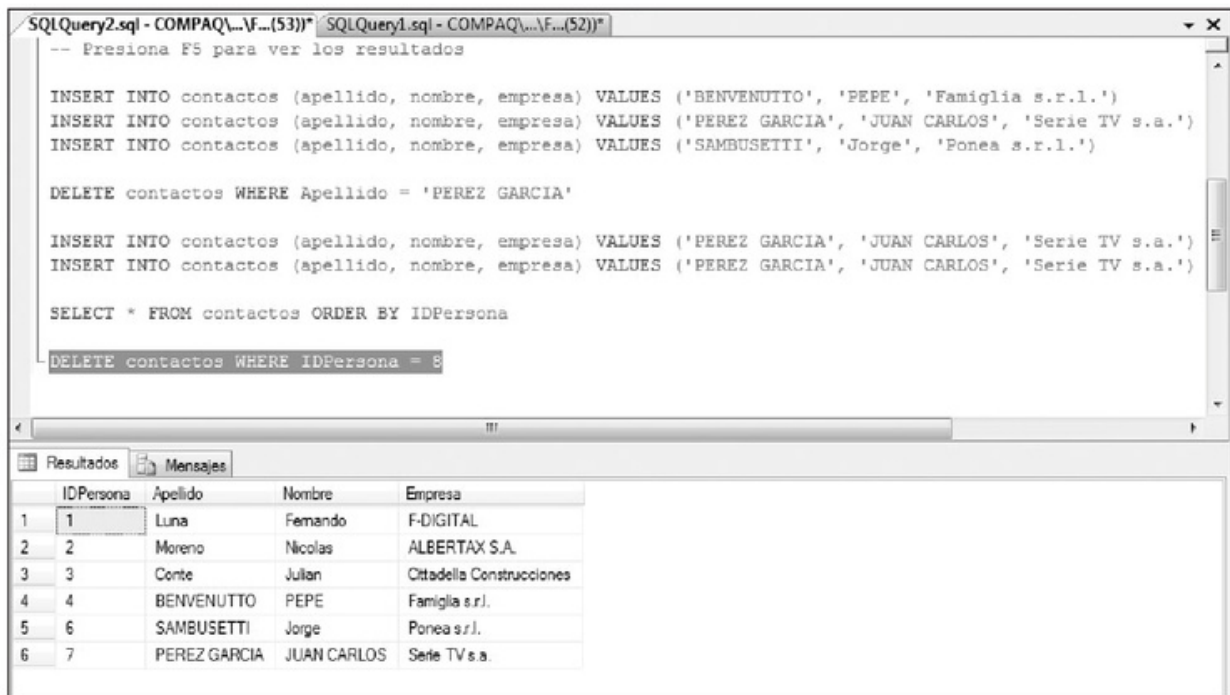 SQLQuery2.sql - COMPAQ\...\F...(53))* SQLQuery1.sql - COMPAQ\...\F...(52))*
-- Presiona F5 para ver los resultados
INSERT INTO contactos (apellido, nombre, empresa) VALUES ('BENVENUTTO', 'PEPE', 'Famiglia s.r.l.')
INSERT INTO contactos (apellido, nombre, empresa) VALUES ('PEREZ GARCIA', 'JUAN CARLOS', 'Serie TV s.a.')
INSERT INTO contactos (apellido, nombre, empresa) VALUES ('SAMBUSETTI', 'Jorge', 'Ponea s.r.l.')
DELETE contactos WHERE Apellido = 'PEREZ GARCIA'
INSERT INTO contactos (apellido, nombre, empresa) VALUES ('PEREZ GARCIA', 'JUAN CARLOS', 'Serie TV s.a.')
INSERT INTO contactos (apellido, nombre, empresa) VALUES ('PEREZ GARCIA', 'JUAN CARLOS', 'Serie TV s.a.')
SELECT * FROM contactos ORDER BY IDPersona
DELETE contactos WHERE IDPersona = 8
Resultados Mensajes
IDPersona Apellido Nombre Empresa
1 1 Luna Fernando F-DIGITAL
2 2 Moreno Nicolas ALBERTAX S.A.
3 3 Conte Julian Cittadella Construcciones
4 4 BENVENUTTO PEPE Famiglia s.r.l.
5 6 SAMBUSETTI Jorge Ponea s.r.l.
6 7 PEREZ GARCIA JUAN CARLOS Serie TV s.a.